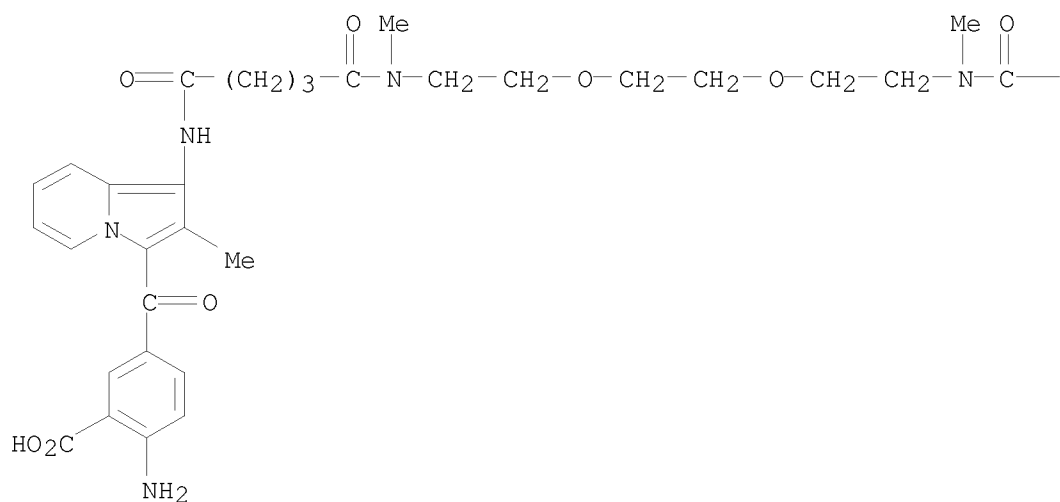 Me O Me O
O C (CH2)3 C N CH2 CH2 O CH2 CH2 O CH2 CH2 N C
NH
N
Me
C O
HO2C
NH2